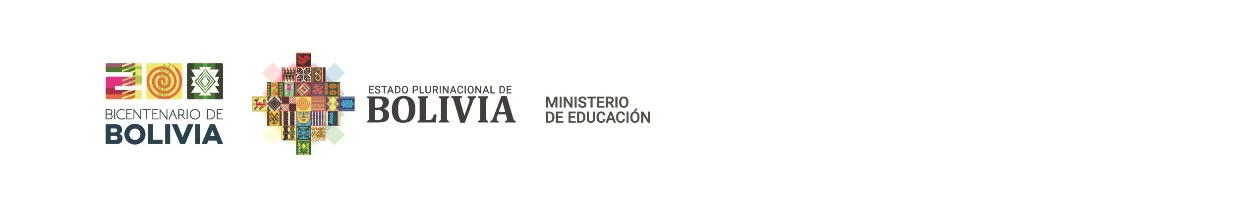 BICENTENARIO DE
BOLIVIA
ESTADO PLURINACIONAL DE
BOLIVIA
MINISTERIO
DE EDUCACIÓN